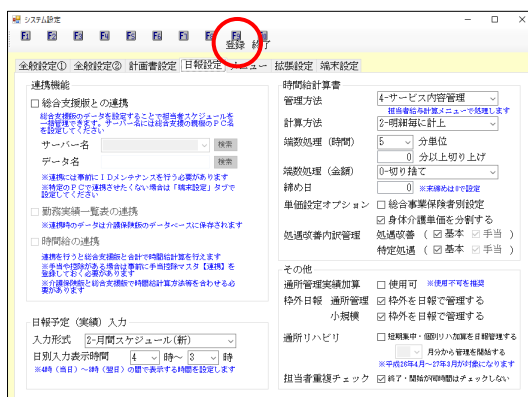 システム設定
F1 F2 F3 F4 F5 F6 F7 F8 F9
登録 終了
全般設定① 全般設定② 計画書設定 日報設定 メニュー 拡張設定 端末設定
連携機能
総合支援版との連携
総合支援版のデータを設定することで担当者スケジュールを
一括管理できます。サーバー名には総合支援の親機のPC名
を設定してください
サーバー名 検索
データ名 検索
※連携には事前にIDメンテナンスを行う必要があります
※特定のPCで連携させたくない場合は「端末設定」タブで
設定してください
勤務実績一覧表の連携
※連携時のデータは介護保険版のデータベースに保存されます
時間給の連携
連携を行うと総合支援版と合計で時間給計算を行えます
※手当や控除がある場合は事前に手当控除マスタ【連携】を
登録しておく必要があります
※介護保険版と総合支援版で時間給計算方法等を合わせる必
要があります
日報予定(実績)入力
入力形式 2-月間スケジュール(新)
日別入力表示時間 4 時～ 3 時
※4時(当日)～3時(翌日)の間で表示する時間を設定します
時間給計算書
管理方法 4-サービス内容管理
担当者給与計算メニューで処理します
計算方法 2-明細毎に計上
端数処理(時間) 5 分単位
0 分以上切り上げ
端数処理(金額) 0-切り捨て
締め日 0 ※末締めは0で設定
単価設定オプション 総合事業保険者別設定
身体介護単価を分割する
処遇改善内訳管理 処遇改善 ( 基本 手当 )
特定処遇 ( 基本 手当 )
その他
通所管理実績加算 使用可 ※使用不可を推奨
枠外日報 通所管理 枠外を日報で管理する
小規模 枠外を日報で管理する
通所リハビリ 短期集中・個別リハ加算を日報管理する
月分から管理を開始する
※平成26年4月～27年3月が対象になります
担当者重複チェック 終了・開始が同時間はチェックしない